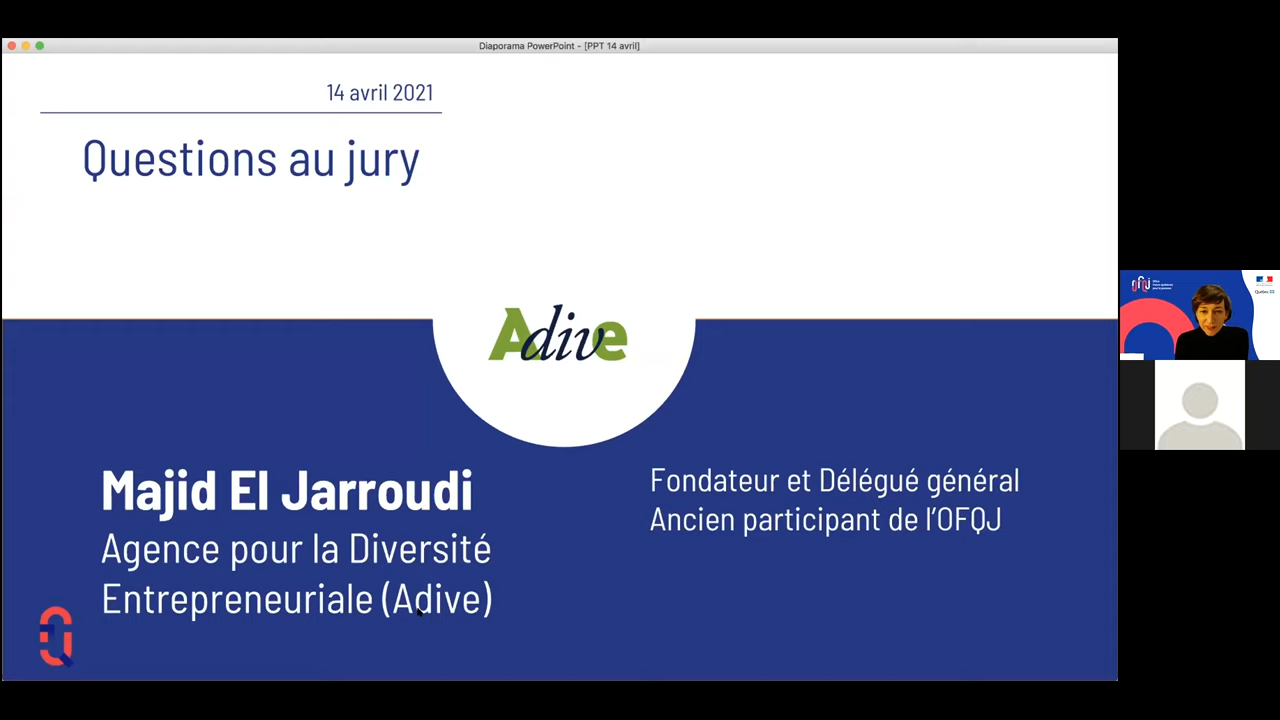 Diaporama PowerPoint - [PPT 14 avril]
14 avril 2021
Questions au jury
Adive
Majid El Jarroudi
Agence pour la Diversité
Entrepreneuriale (Adive)
Fondateur et Délégué général
Ancien participant de l'OFQJ